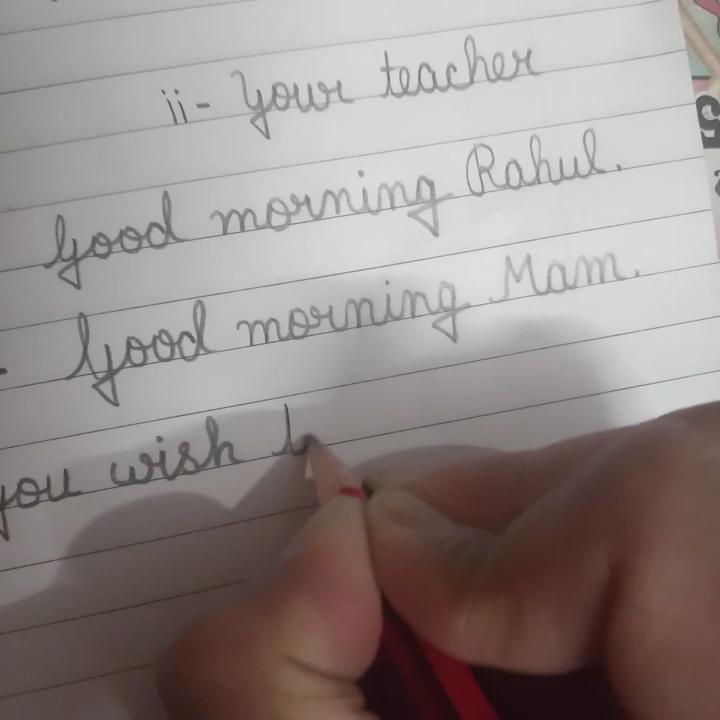 ii- Your teacher
Good morning Rahul.
- Good morning Mam.
you wish